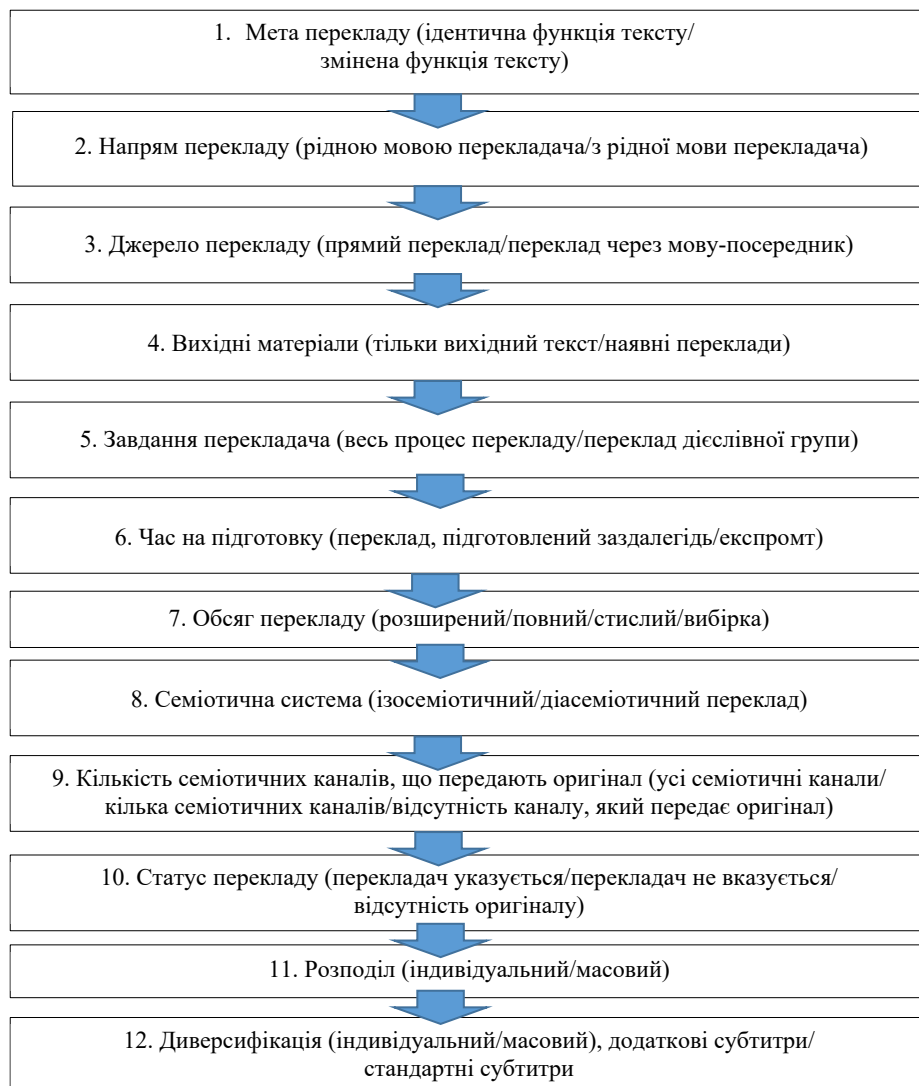 1. Мета перекладу (ідентична функція тексту/
змінена функція тексту)
2. Напрям перекладу (рідною мовою перекладача/з рідної мови перекладача)
3. Джерело перекладу (прямий переклад/переклад через мову-посередник)
4. Вихідні матеріали (тільки вихідний текст/наявні переклади)
5. Завдання перекладача (весь процес перекладу/переклад дієслівної групи)
6. Час на підготовку (переклад, підготовлений заздалегідь/експромт)
7. Обсяг перекладу (розширений/повний/стислий/вибірка)
8. Семіотична система (ізосеміотичний/діасеміотичний переклад)
9. Кількість семіотичних каналів, що передають оригінал (усі семіотичні канали/
кілька семіотичних каналів/відсутність каналу, який передає оригінал)
10. Статус перекладу (перекладач указується/перекладач не вказується/
відсутність оригіналу)
11. Розподіл (індивідуальний/масовий)
12. Диверсифікація (індивідуальний/масовий), додаткові субтитри/
стандартні субтитри